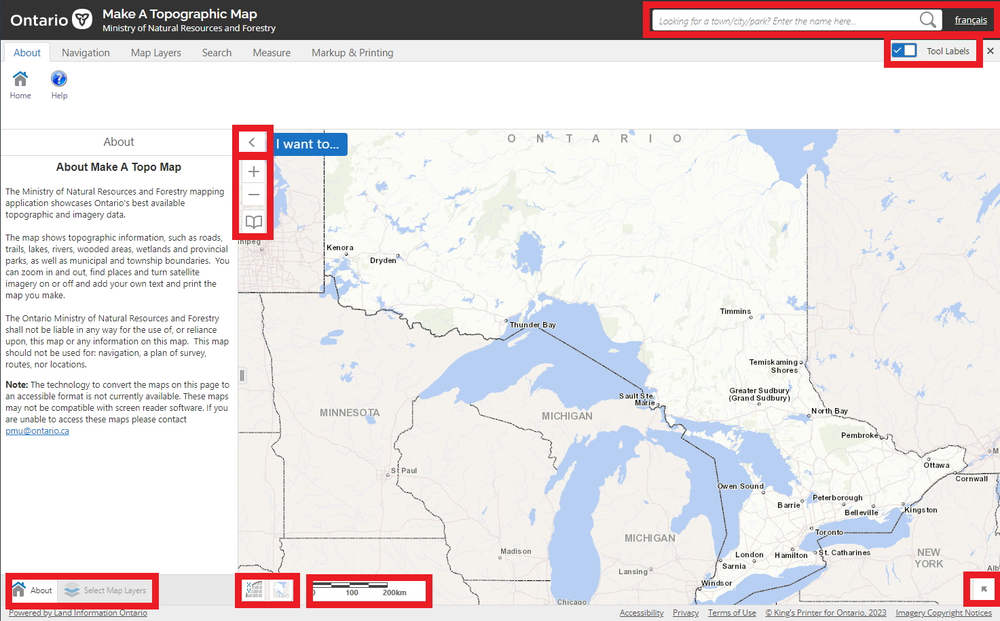 Ontario
Make A Topographic Map
Ministry of Natural Resources and Forestry
Looking for a town/city/park? Enter the name here...
français
About
Navigation
Map Layers
Search
Measure
Markup & Printing
Tool Labels
Home
Help
About
I want to...
About Make A Topo Map
The Ministry of Natural Resources and Forestry mapping
application showcases Ontario's best available
topographic and imagery data.
The map shows topographic information, such as roads,
trails, lakes, rivers, wooded areas, wetlands and provincial
parks, as well as municipal and township boundaries. You
can zoom in and out, find places and turn satellite
imagery on or off and add your own text and print the
map you make.
The Ontario Ministry of Natural Resources and Forestry
shall not be liable in any way for the use of, or reliance
upon, this map or any information on this map. This map
should not be used for: navigation, a plan of survey,
routes, nor locations.
Note: The technology to convert the maps on this page to
an accessible format is not currently available. These maps
may not be compatible with screen reader software. If you
are unable to access these maps please contact
pmu@ontario.ca
ONTARIO
nipeg
Kenora
Dryden
Timmins
Thunder Bay
Temiskaming
Shores
Greater Sudbury
(Grand Sudbury)
Sault Ste.
Marie
MINNESOTA
MICHIGAN
North Bay
Pembroke
M
St Paul
Ottawa
Cornwall
Owen Sound
Barrie
Peterborough
Belleville
Kingston
Toronto
MICHIGAN
Madison
London
Hamilton
St. Catharines
Sarnia
NEW
YORK
Lansing
Alb
Windsor
Chicago
About
Select Map Layers
0 100 200km
Powered by Land Information Ontario
Accessibility
Privacy
Terms of Use
© King's Printer for Ontario, 2023
Imagery Copyright Notices